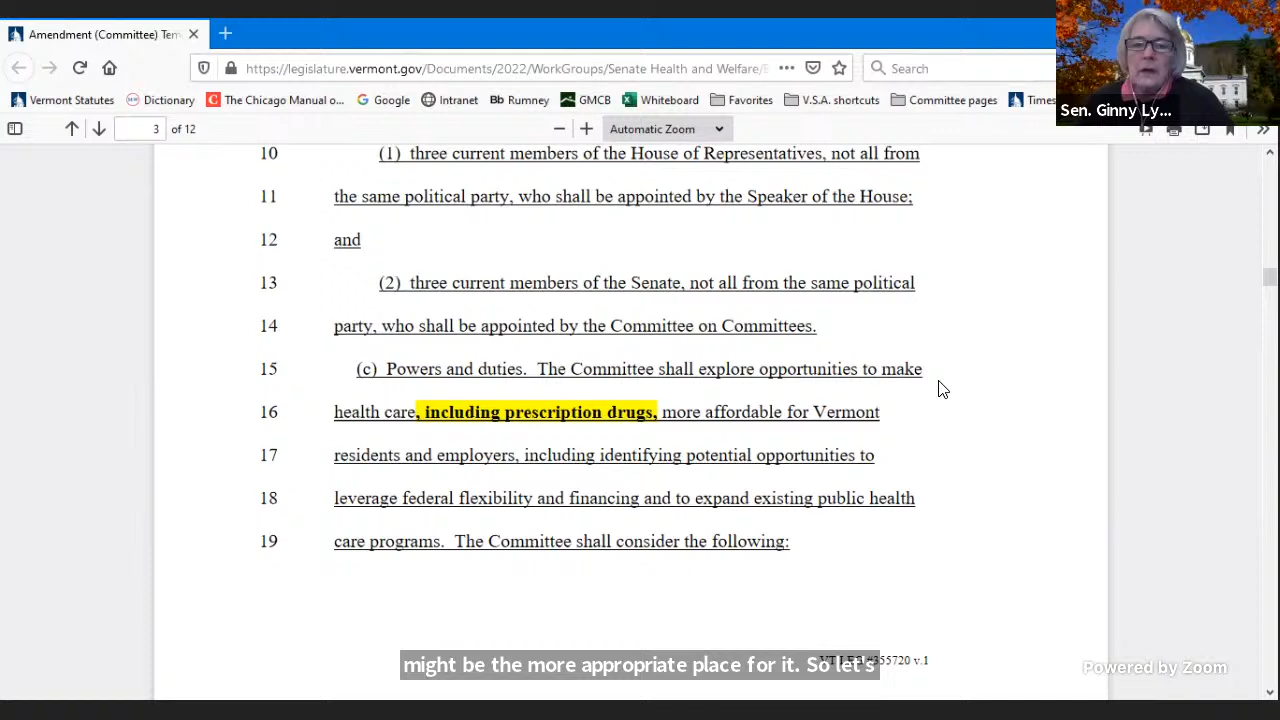 Amendment (Committee) Tem
https://legislature.vermont.gov/Documents/2022/WorkGroups/Senate Health and Welfare/
Search
Sen. Ginny Ly...
Vermont Statutes
Dictionary
The Chicago Manual o...
Google
Intranet
Bb Rumney
GMCB
Whiteboard
Favorites
V.S.A. shortcuts
Committee pages
Times
3 of 12
Automatic Zoom
10 (1) three current members of the House of Representatives, not all from
11 the same political party, who shall be appointed by the Speaker of the House;
12 and
13 (2) three current members of the Senate, not all from the same political
14 party, who shall be appointed by the Committee on Committees.
15 (c) Powers and duties. The Committee shall explore opportunities to make
16 health care, including prescription drugs, more affordable for Vermont
17 residents and employers, including identifying potential opportunities to
18 leverage federal flexibility and financing and to expand existing public health
19 care programs. The Committee shall consider the following:
might be the more appropriate place for it. So let's
v.1
Powered by Zoom